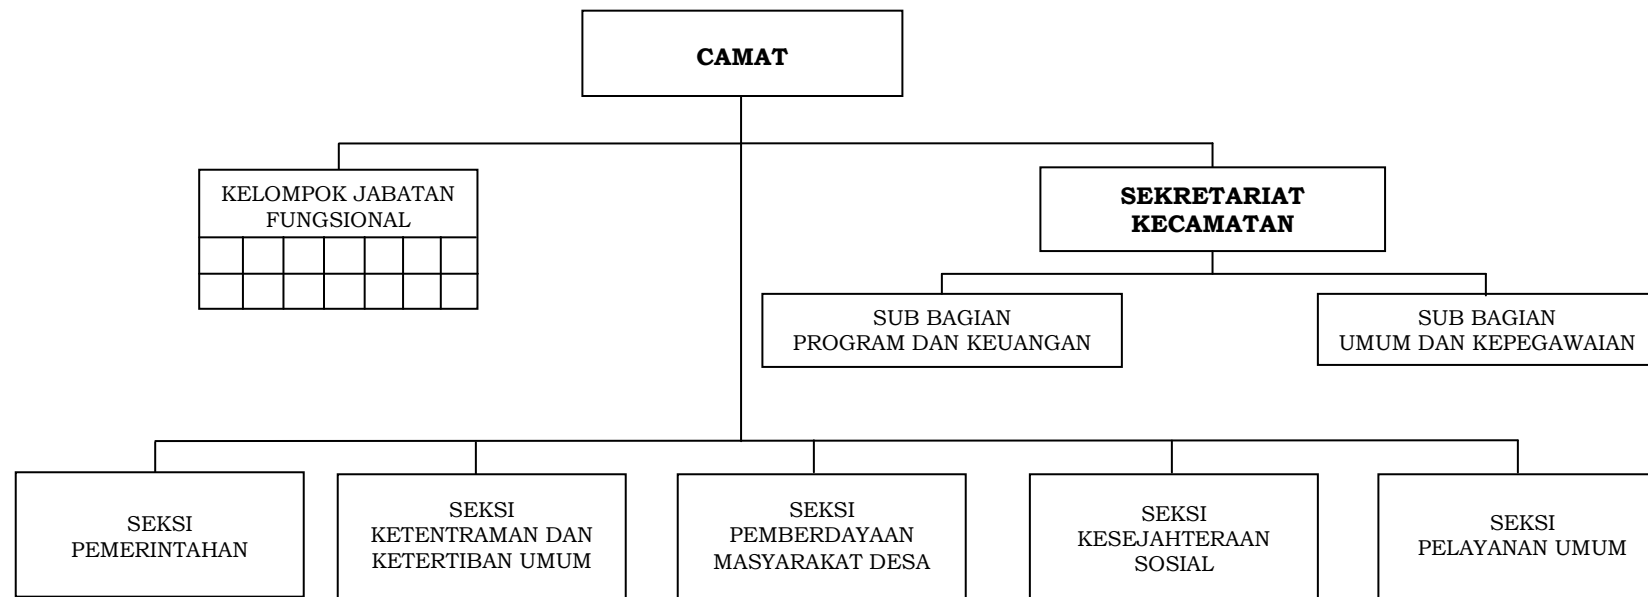 CAMAT
KELOMPOK JABATAN
FUNGSIONAL
SEKRETARIAT
KECAMATAN
SUB BAGIAN
PROGRAM DAN KEUANGAN
SUB BAGIAN
UMUM DAN KEPEGAWAIAN
SEKSI
PEMERINTAHAN
SEKSI
KETENTRAMAN DAN
KETERTIBAN UMUM
SEKSI
PEMBERDAYAAN
MASYARAKAT DESA
SEKSI
KESEJAHTERAAN
SOSIAL
SEKSI
PELAYANAN UMUM